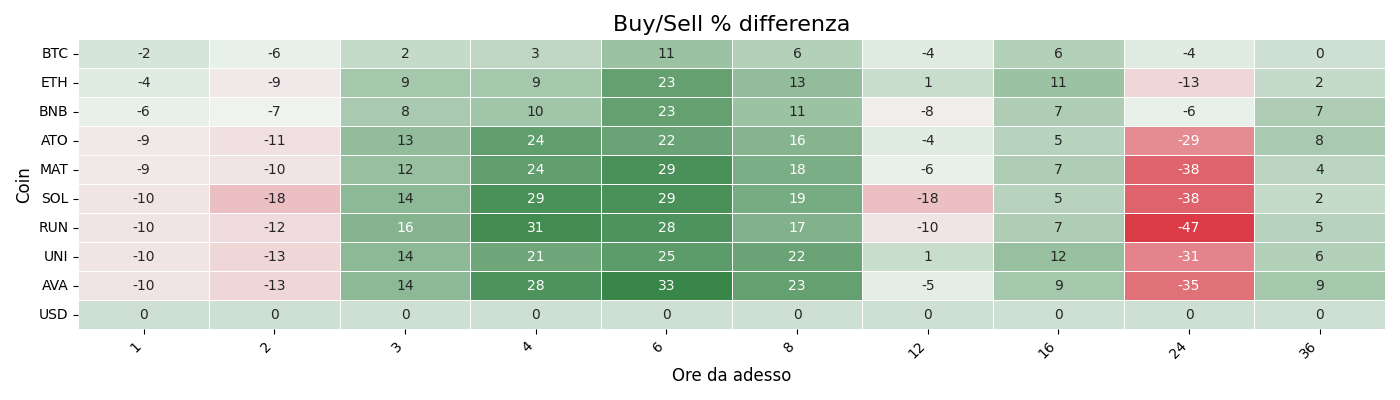 Buy/Sell % differenza
Coin
BTC -2 -6 2 3 11 6 -4 6 -4 0
ETH -4 -9 9 9 23 13 1 11 -13 2
BNB -6 -7 8 10 23 11 -8 7 -6 7
ATO -9 -11 13 24 22 16 -4 5 -29 8
MAT -9 -10 12 24 29 18 -6 7 -38 4
SOL -10 -18 14 29 29 19 -18 5 -38 2
RUN -10 -12 16 31 28 17 -10 7 -47 5
UNI -10 -13 14 21 25 22 1 12 -31 6
AVA -10 -13 14 28 33 23 -5 9 -35 9
USD 0 0 0 0 0 0 0 0 0 0
1 2 3 4 6 8 12 16 24 36
Ore da adesso